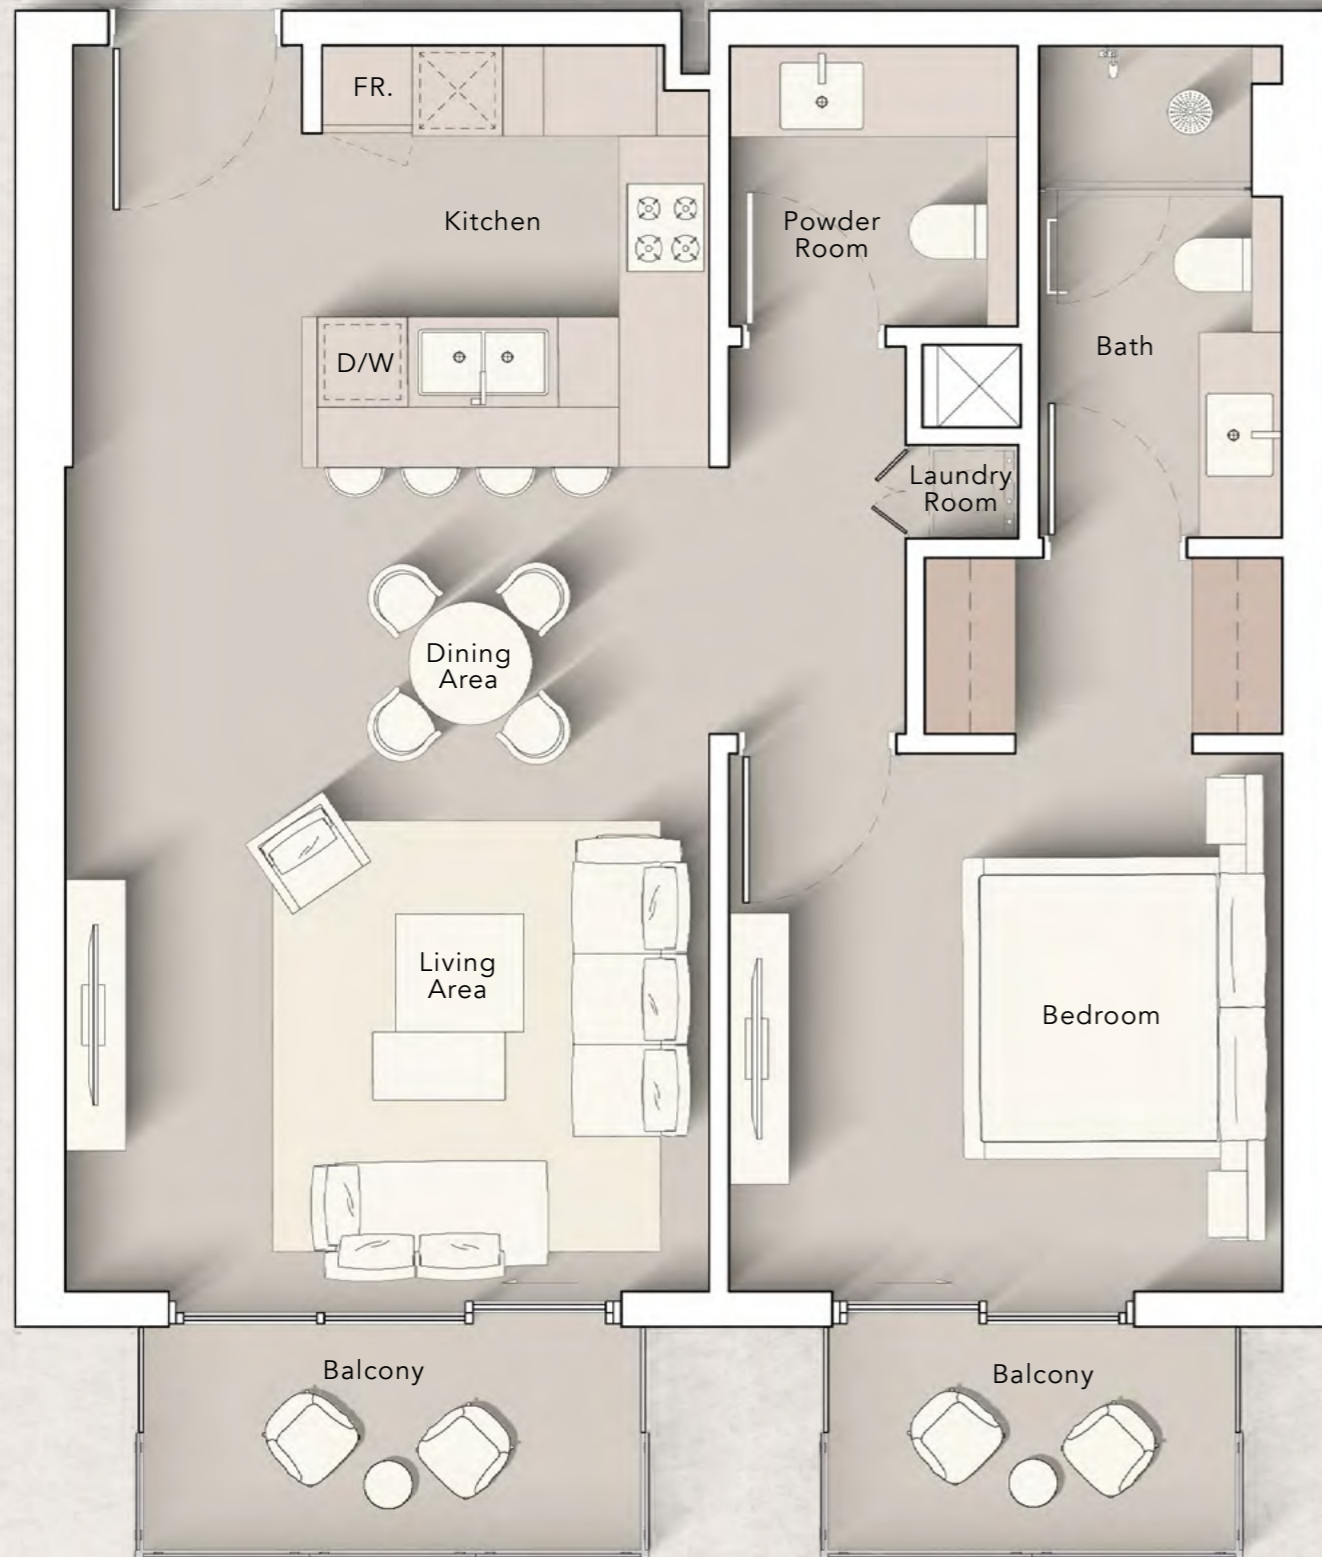 FR.
Kitchen
Powder
Room
D/W
Bath
Laundry
Room
Dining
Area
Living
Area
Bedroom
Balcony
Balcony